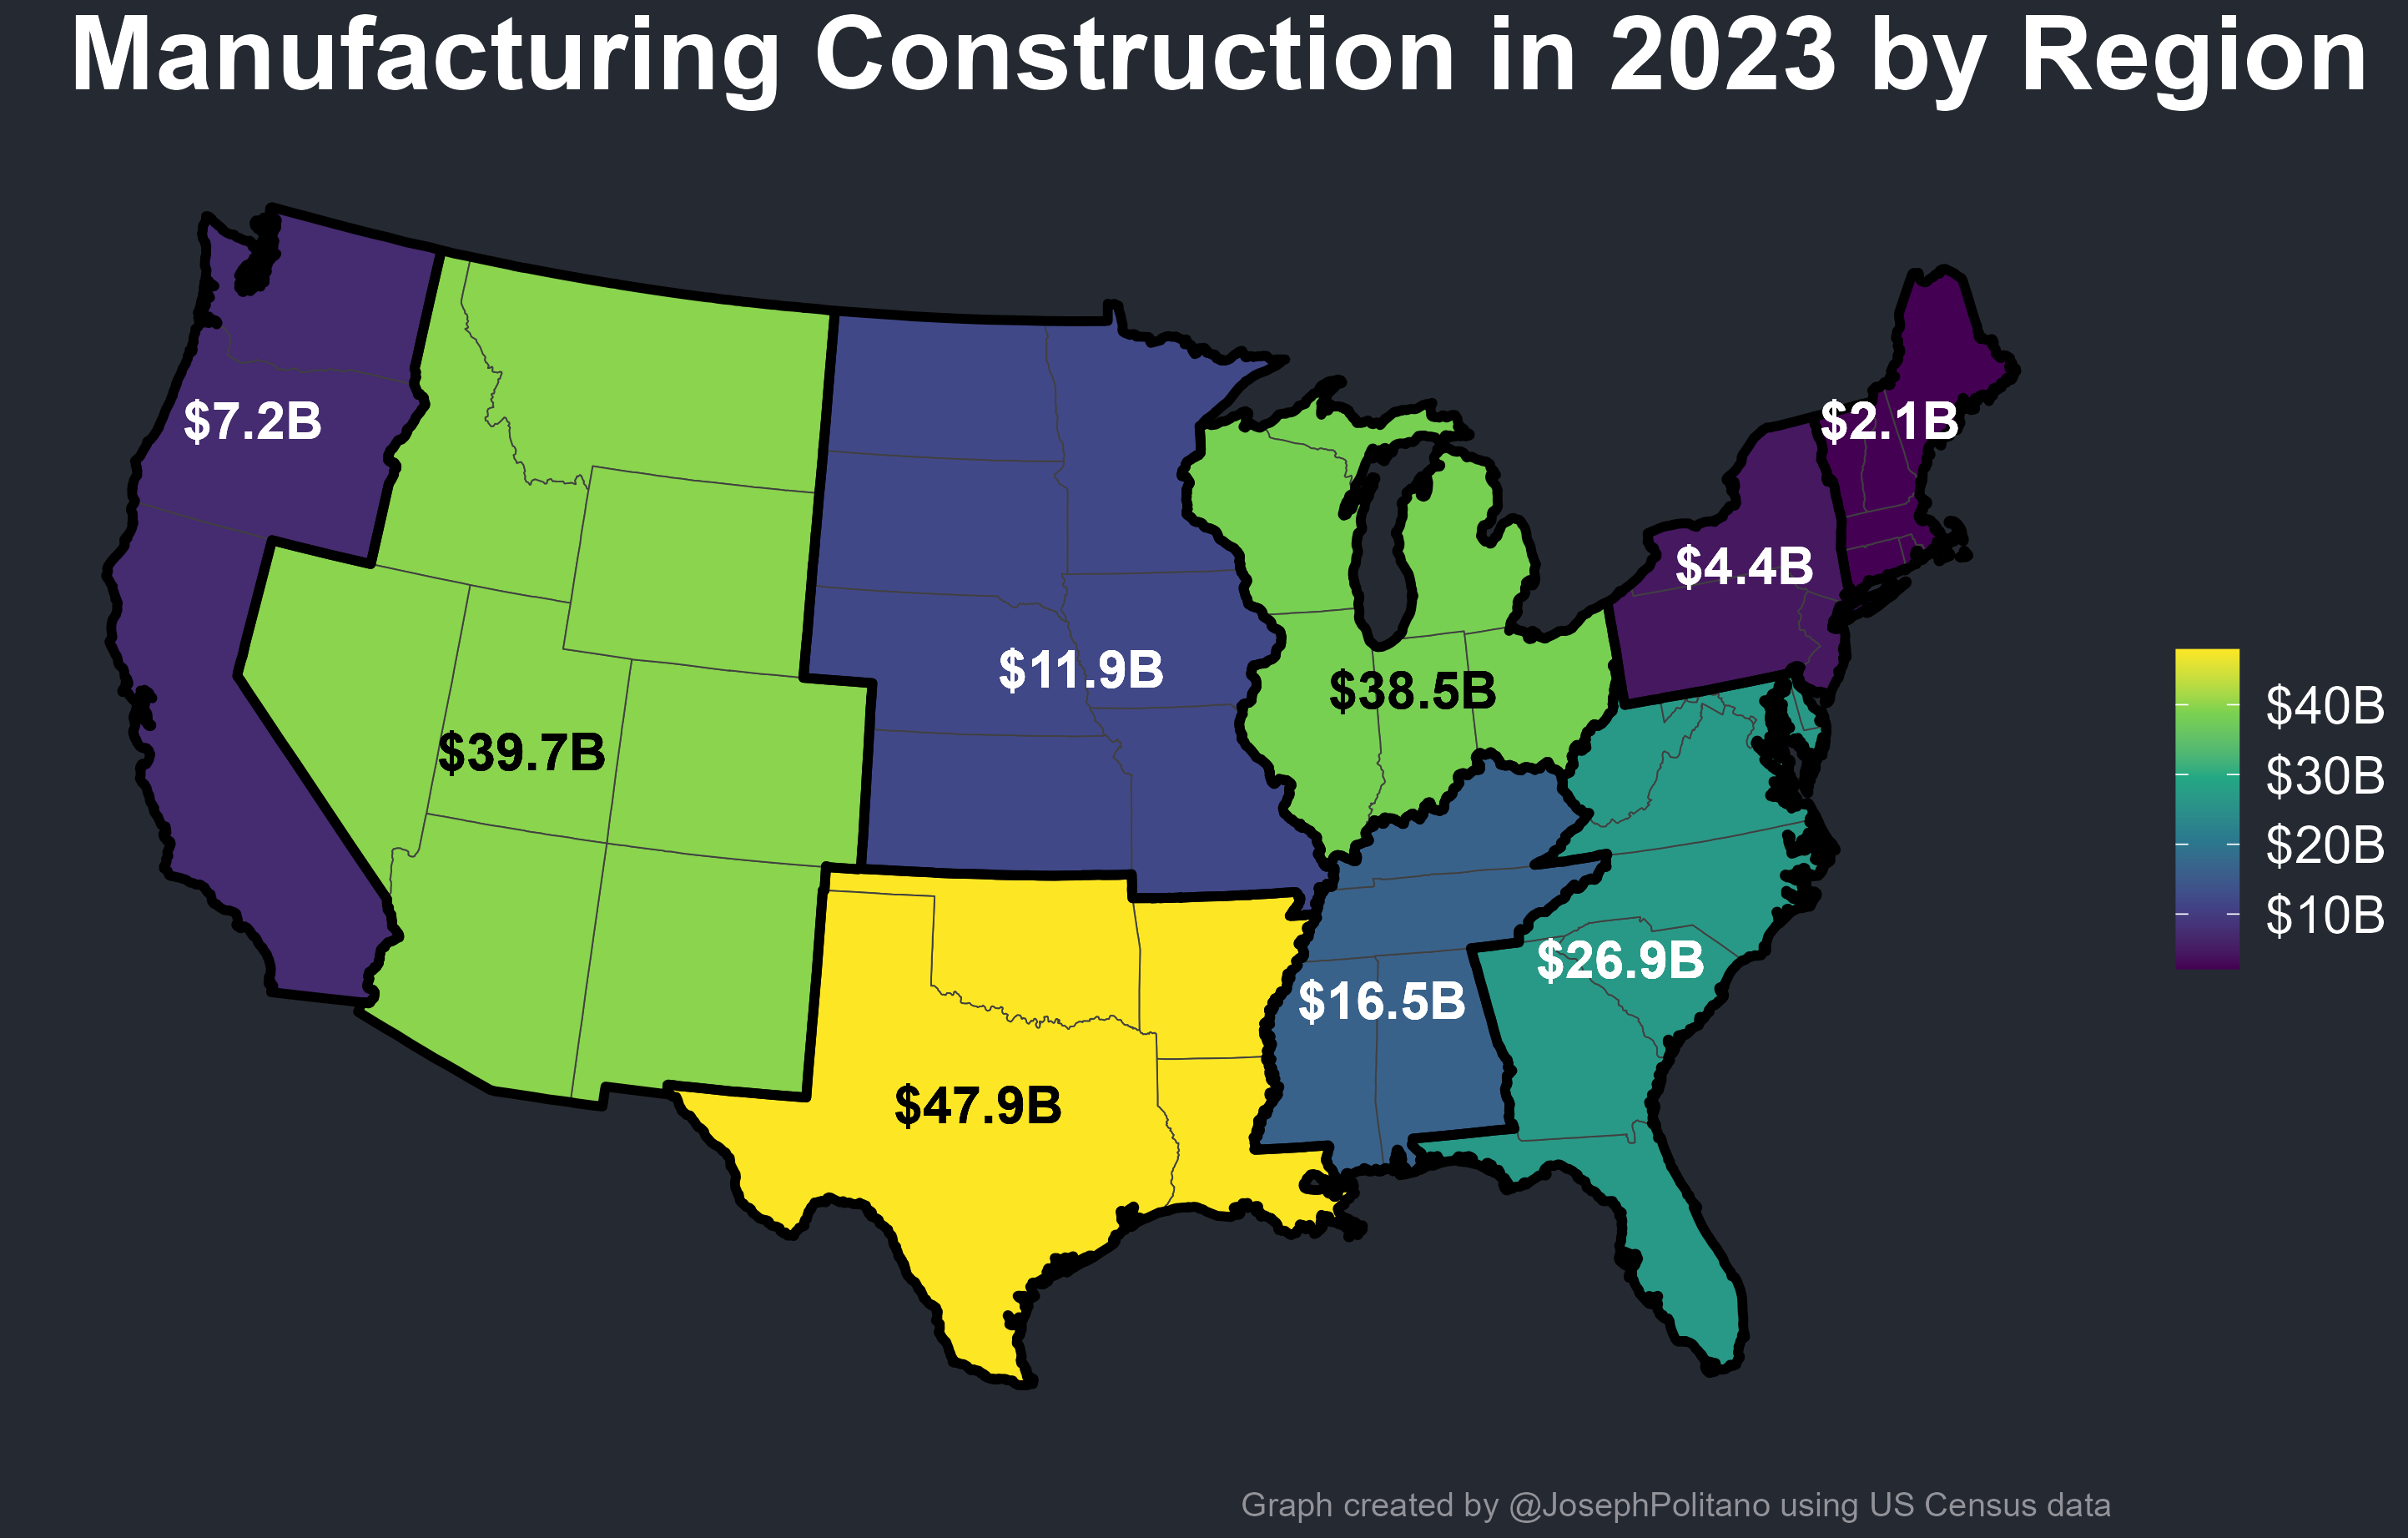 Manufacturing Construction in 2023 by Region
$7.2B
$2.1B
$4.4B
$11.9B
$38.5B
$39.7B
$26.9B
$16.5B
$47.9B
$40B
$30B
$20B
$10B
Graph created by @JosephPolitano using US Census data